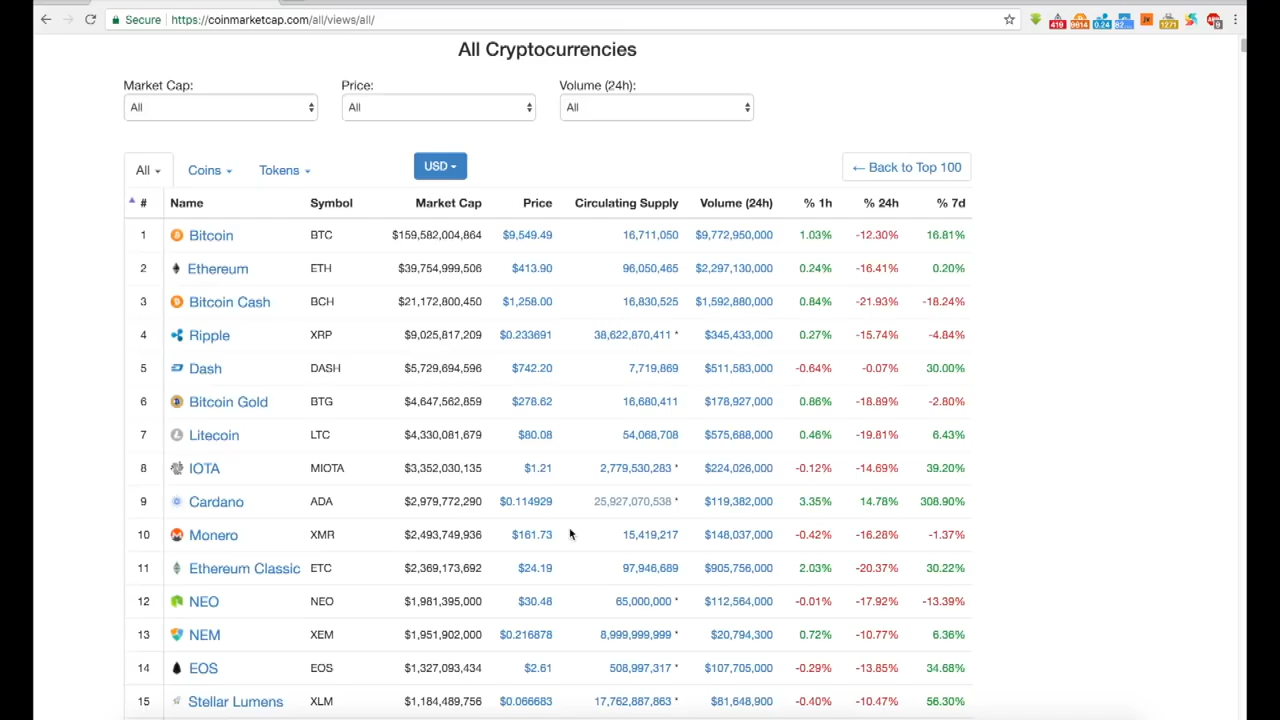 Secure https://coinmarketcap.com/all/views/all/
All Cryptocurrencies
Market Cap: Price: Volume (24h):
All All All
All Coins Tokens USD ← Back to Top 100
# Name Symbol Market Cap Price Circulating Supply Volume (24h) % 1h % 24h % 7d
1 Bitcoin BTC $159,582,004,864 $9,549.49 16,711,050 $9,772,950,000 1.03% -12.30% 16.81%
2 Ethereum ETH $39,754,999,506 $413.90 96,050,465 $2,297,130,000 0.24% -16.41% 0.20%
3 Bitcoin Cash BCH $21,172,800,450 $1,258.00 16,830,525 $1,592,880,000 0.84% -21.93% -18.24%
4 Ripple XRP $9,025,817,209 $0.233691 38,622,870,411 * $345,433,000 0.27% -15.74% -4.84%
5 Dash DASH $5,729,694,596 $742.20 7,719,869 $511,583,000 -0.64% -0.07% 30.00%
6 Bitcoin Gold BTG $4,647,562,859 $278.62 16,680,411 $178,927,000 0.86% -18.89% -2.80%
7 Litecoin LTC $4,330,081,679 $80.08 54,068,708 $575,688,000 0.46% -19.81% 6.43%
8 IOTA MIOTA $3,352,030,135 $1.21 2,779,530,283 * $224,026,000 -0.12% -14.69% 39.20%
9 Cardano ADA $2,979,772,290 $0.114929 25,927,070,538 * $119,382,000 3.35% 14.78% 308.90%
10 Monero XMR $2,493,749,936 $161.73 15,419,217 $148,037,000 -0.42% -16.28% -1.37%
11 Ethereum Classic ETC $2,369,173,692 $24.19 97,946,689 $905,756,000 2.03% -20.37% 30.22%
12 NEO NEO $1,981,395,000 $30.48 65,000,000 * $112,564,000 -0.01% -17.92% -13.39%
13 NEM XEM $1,951,902,000 $0.216878 8,999,999,999 * $20,794,300 0.72% -10.77% 6.36%
14 EOS EOS $1,327,093,434 $2.61 508,997,317 * $107,705,000 -0.29% -13.85% 34.68%
15 Stellar Lumens XLM $1,184,489,756 $0.066683 17,762,887,863 * $81,648,900 -0.40% -10.47% 56.30%